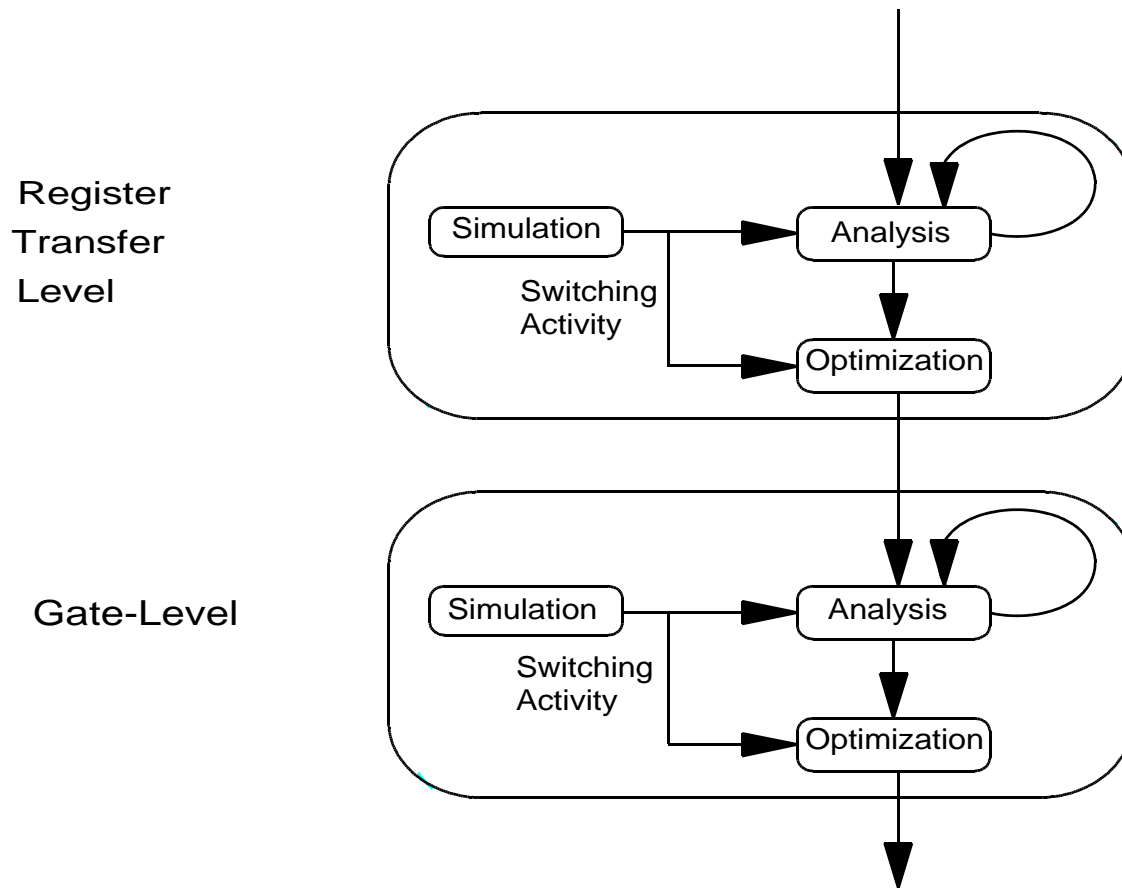 Register
Transfer
Level
Simulation
Analysis
Switching
Activity
Optimization
Gate-Level
Simulation
Analysis
Switching
Activity
Optimization